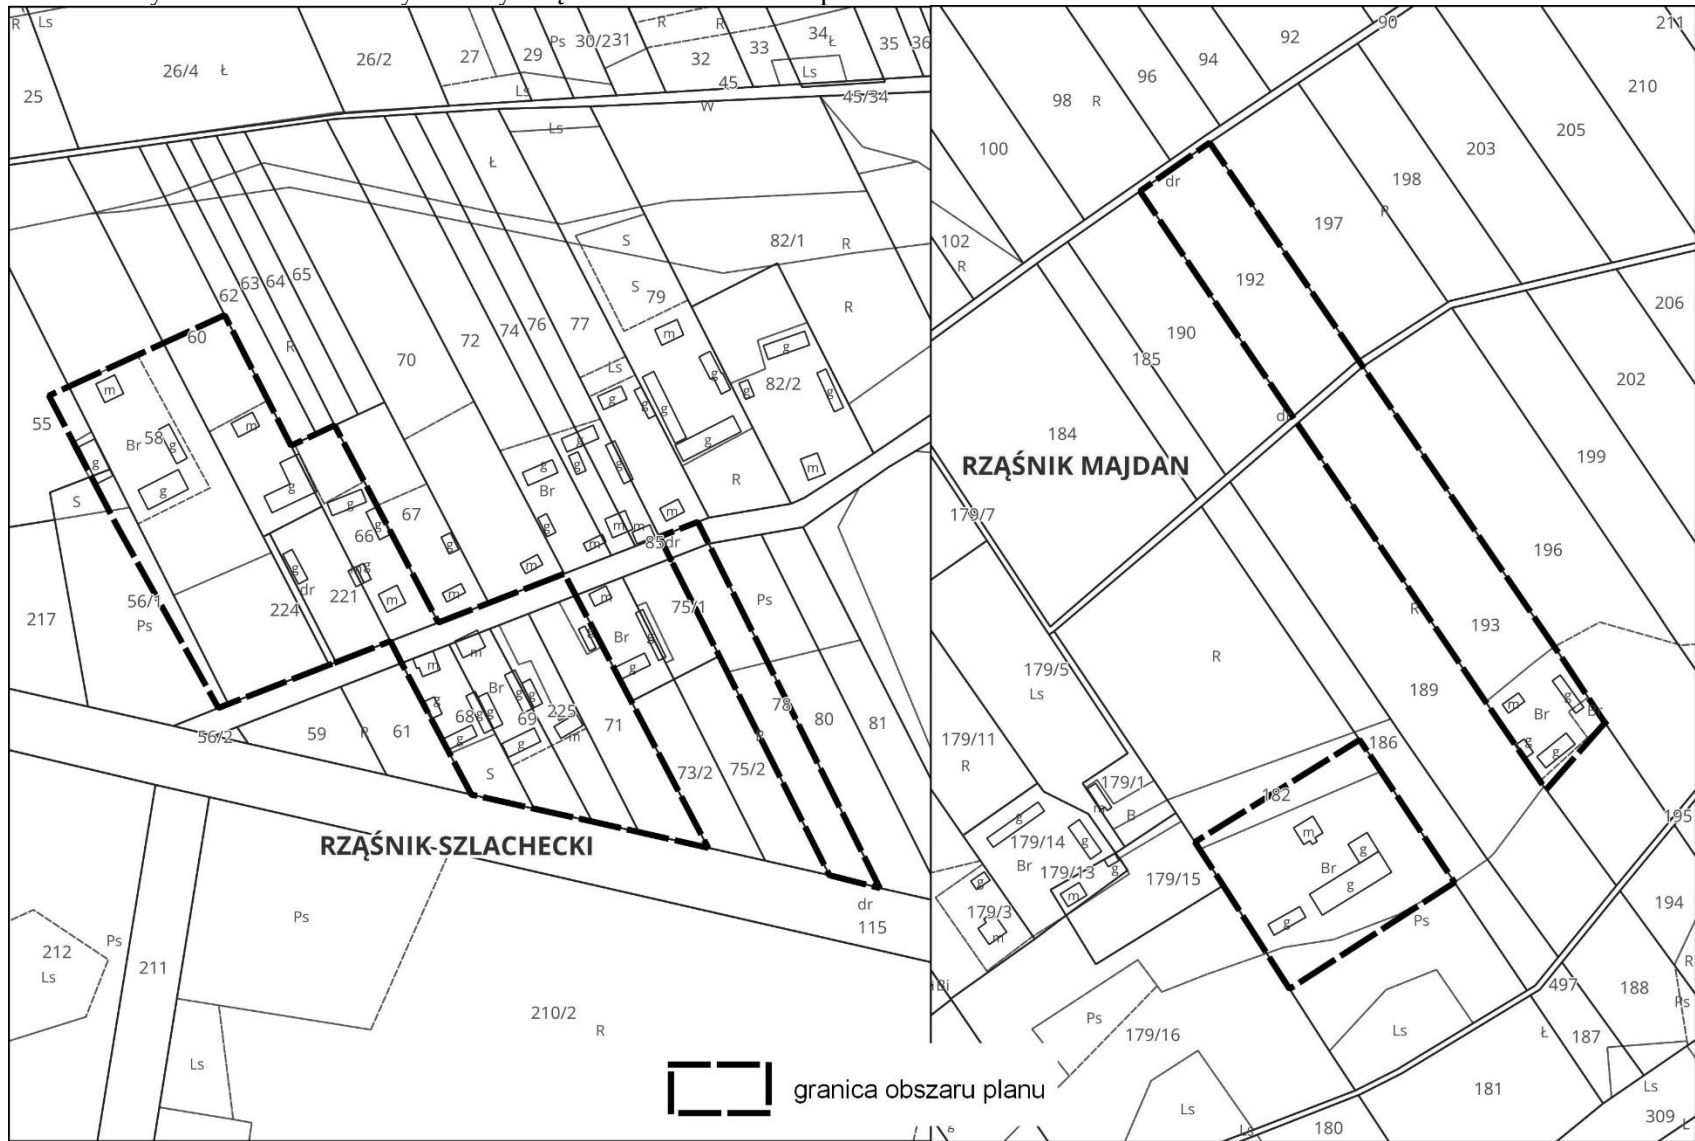 R Ls
26/4 Ł
26/2
27
29
Ps
30/2 31
R
R
32
33
34
Ł
35
36
25
Ls
Ls
45
W
45/34
Ls
Ł
82/1
R
S
S
79
R
62
63
64
65
60
R
70
72
74
76
77
m
g
g
Ls
82/2
g
g
g
g
g
g
m
55
m
58
Br
g
g
g
S
m
g
g
g
66
67
g
g
g
g
g
Br
g
m
m
m
m
R
m
85
dr
217
56/1
Ps
224
dr
g
221
g
m
m
m
m
Br
g
g
75/1
Ps
56/2
59
R
61
m
m
g
68
g
g
Br
g
g
69
g
225
m
S
71
73/2
75/2
78
80
81
RZĄŚNIK-SZLACHECKI
dr
115
212
Ls
Ps
211
Ps
210/2
R
Ls
granica obszaru planu
90
92
94
96
98 R
100
102
R
211
210
205
203
198
R
197
dr
192
190
185
184
dr
206
202
199
196
RZĄŚNIK MAJDAN
179/7
R
193
R
189
m
g
Br
Br
g
g
179/5
Ls
179/11
R
179/1
m
B
186
182
m
Br
g
g
g
Ps
g
179/14
Br
g
g
179/13
m
179/15
g
179/3
m
Bi
195
194
R
Ps
497
188
Ł
187
Ps
179/16
Ls
Ls
Ls
181
180
Ls
309
Ł